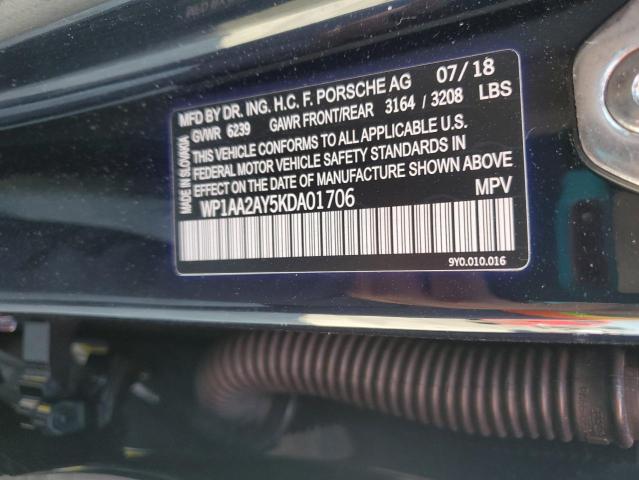 MFD BY DR. ING. H.C. F. PORSCHE AG 07/18
GVWR 6239 GAWR FRONT/REAR 3164 / 3208 LBS
THIS VEHICLE CONFORMS TO ALL APPLICABLE U.S.
FEDERAL MOTOR VEHICLE SAFETY STANDARDS IN
EFFECT ON THE DATE OF MANUFACTURE SHOWN ABOVE
WP1AA2AY5KDA01706 MPV
9Y0.010.016
MADE IN SLOVAKIA